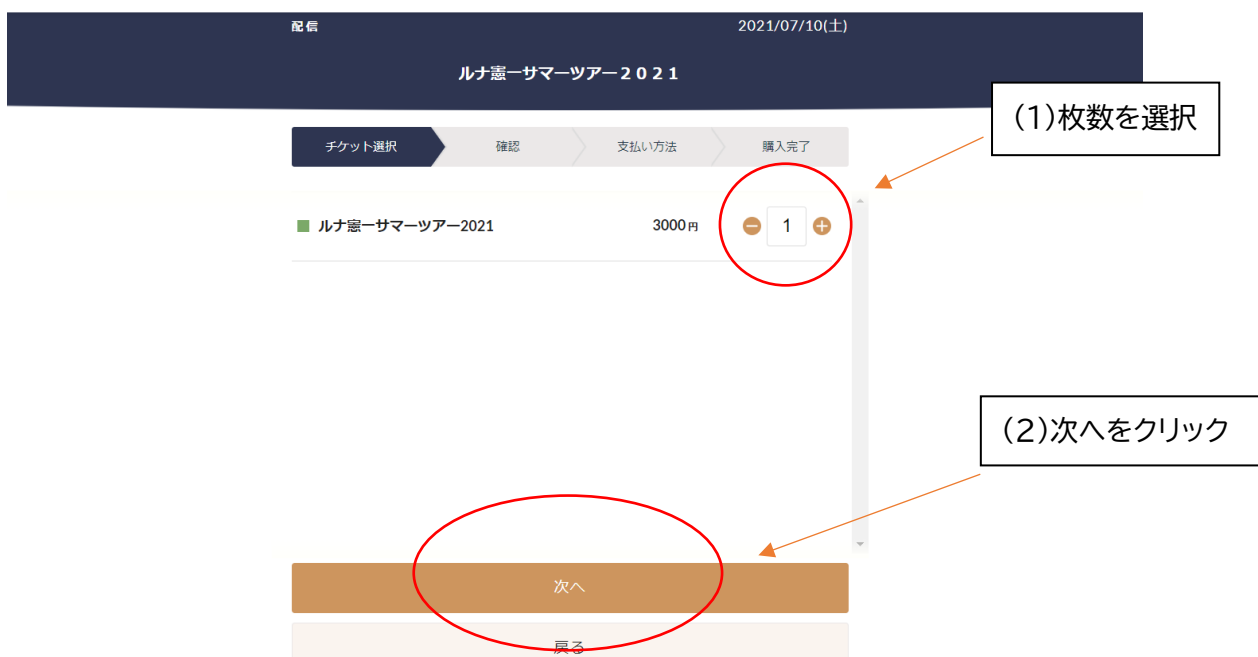 配信 2021/07/10(土)
ルナ憲一サマーツアー２０２１
(1)枚数を選択
チケット選択 確認 支払い方法 購入完了
ルナ憲一サマーツアー2021 3000円 1
(2)次へをクリック
次へ
戻る